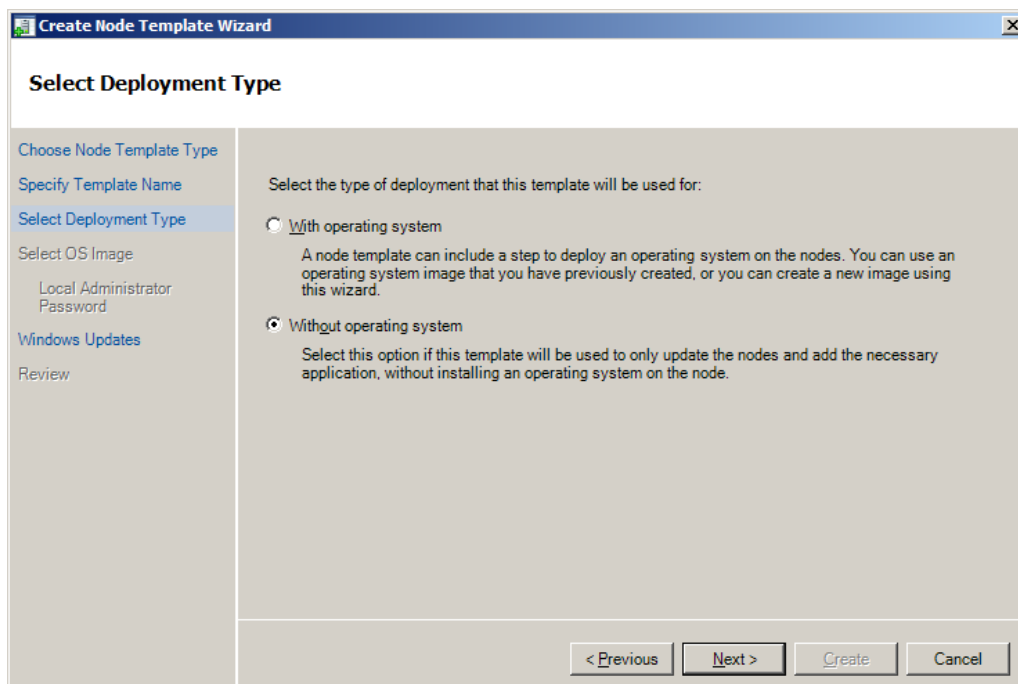 Create Node Template Wizard
Select Deployment Type
Choose Node Template Type
Specify Template Name
Select Deployment Type
Select OS Image
Local Administrator
Password
Windows Updates
Review
Select the type of deployment that this template will be used for:
With operating system
A node template can include a step to deploy an operating system on the nodes. You can use an
operating system image that you have previously created, or you can create a new image using
this wizard.
Without operating system
Select this option if this template will be used to only update the nodes and add the necessary
application, without installing an operating system on the node.
< Previous
Next >
Create
Cancel